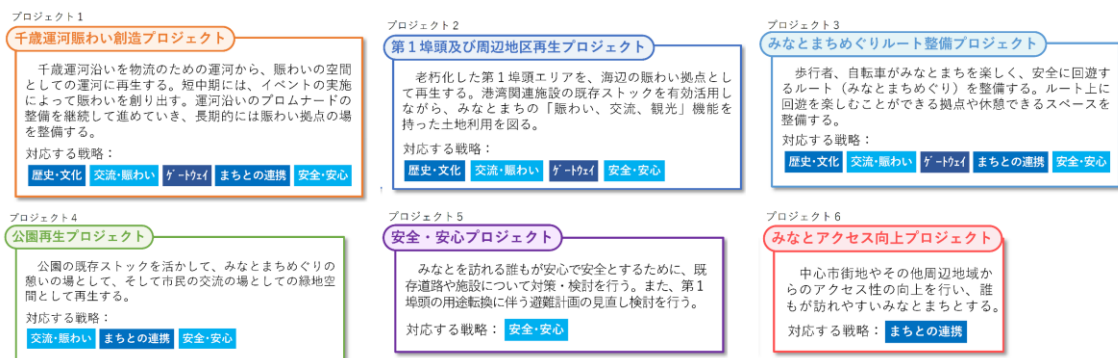 プロジェクト1
千歳運河賑わい創造プロジェクト
千歳運河沿いを物流のための運河から、賑わいの空間
としての運河に再生する。短中期には、イベントの実施
によって賑わいを創り出す。運河沿いのプロムナードの
整備を継続して進めていき、長期的には賑わい拠点の場
を整備する。
対応する戦略：
歴史・文化 交流・賑わい ｹﾞｰﾄｳｪｲ まちとの連携 安全・安心
プロジェクト2
第1埠頭及び周辺地区再生プロジェクト
老朽化した第1埠頭エリアを、海辺の賑わい拠点とし
て再生する。港湾関連施設の既存ストックを有効活用し
ながら、みなとまちの「賑わい、交流、観光」機能を
持った土地利用を図る。
対応する戦略：
歴史・文化 交流・賑わい ｹﾞｰﾄｳｪｲ 安全・安心
プロジェクト3
みなとまちめぐりルート整備プロジェクト
歩行者、自転車がみなとまちを楽しく、安全に回遊す
るルート（みなとまちめぐり）を整備する。ルート上に
回遊を楽しむことができる拠点や休憩できるスペースを
整備する。
対応する戦略：
歴史・文化 交流・賑わい ｹﾞｰﾄｳｪｲ まちとの連携 安全・安心
プロジェクト4
公園再生プロジェクト
公園の既存ストックを活かして、みなとまちめぐりの
憩いの場として、そして市民の交流の場としての緑地空
間として再生する。
対応する戦略：
交流・賑わい まちとの連携 安全・安心
プロジェクト5
安全・安心プロジェクト
みなとを訪れる誰もが安心で安全とするために、既
存道路や施設について対策・検討を行う。また、第1
埠頭の用途転換に伴う避難計画の見直し検討を行う。
対応する戦略： 安全・安心
プロジェクト6
みなとアクセス向上プロジェクト
中心市街地やその他周辺地域か
らのアクセス性の向上を行い、誰
もが訪れやすいみなとまちとする。
対応する戦略： まちとの連携